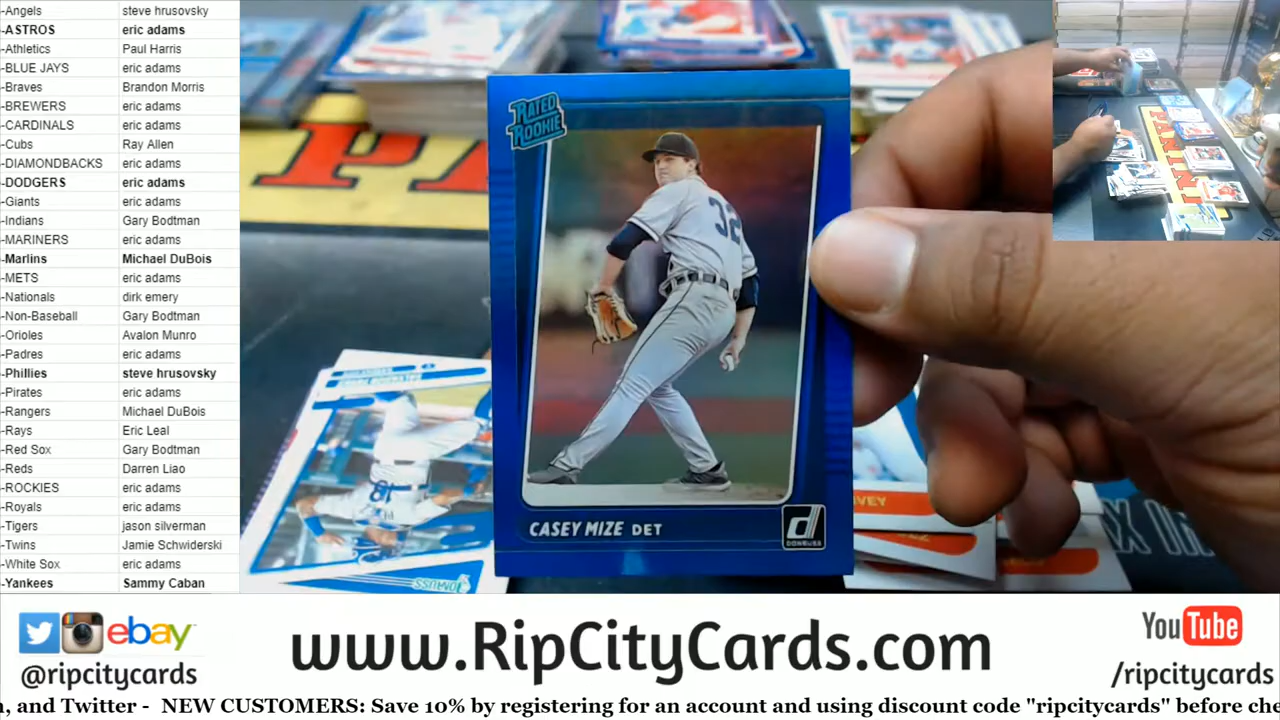 -Angels steve hrusovsky
-ASTROS eric adams
-Athletics Paul Harris
-BLUE JAYS eric adams
-Braves Brandon Morris
-BREWERS eric adams
-CARDINALS eric adams
-Cubs Ray Allen
-DIAMONDBACKS eric adams
-DODGERS eric adams
-Giants eric adams
-Indians Gary Bodtman
-MARINERS eric adams
-Marlins Michael DuBois
-METS eric adams
-Nationals dirk emery
-Non-Baseball Gary Bodtman
-Orioles Avalon Munro
-Padres eric adams
-Phillies steve hrusovsky
-Pirates eric adams
-Rangers Michael DuBois
-Rays Eric Leal
-Red Sox Gary Bodtman
-Reds Darren Liao
-ROCKIES eric adams
-Royals eric adams
-Tigers jason silverman
-Twins Jamie Schwiderski
-White Sox eric adams
-Yankees Sammy Caban
RATED
ROOKIE
32
CASEY MIZE DET
d
DONRUSS
DONRUSS
18
PANINI
ebay
@ripcitycards
www.RipCityCards.com
YouTube
/ripcitycards
, and Twitter - NEW CUSTOMERS: Save 10% by registering for an account and using discount code "ripcitycards" before